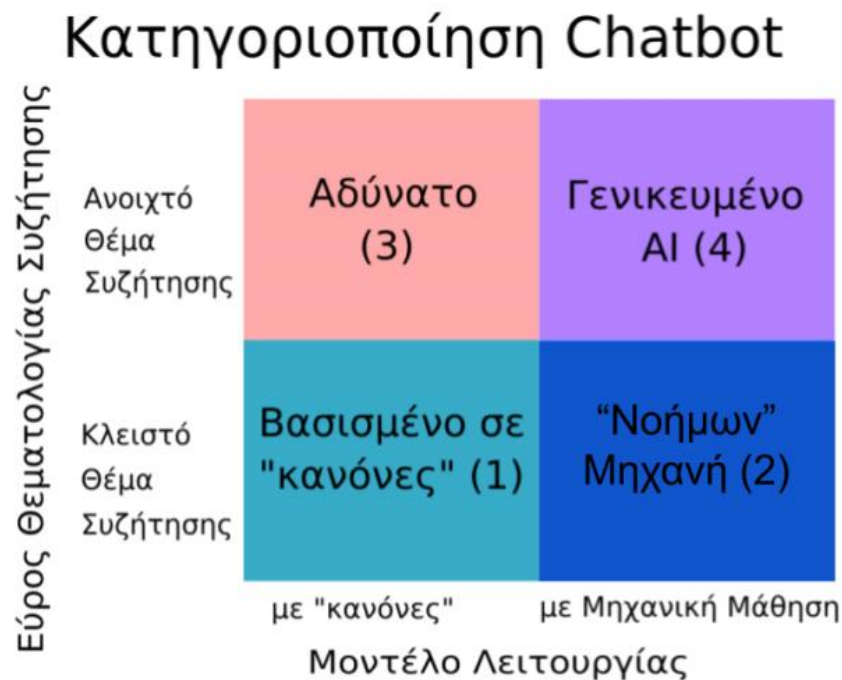 Κατηγοριοποίηση Chatbot
Εύρος Θεματολογίας Συζήτησης
Ανοιχτό
Θέμα
Συζήτησης
Αδύνατο
(3)
Γενικευμένο
AI (4)
Κλειστό
Θέμα
Συζήτησης
Βασισμένο σε
"κανόνες" (1)
“Νοήμων”
Μηχανή (2)
με "κανόνες"
με Μηχανική Μάθηση
Μοντέλο Λειτουργίας